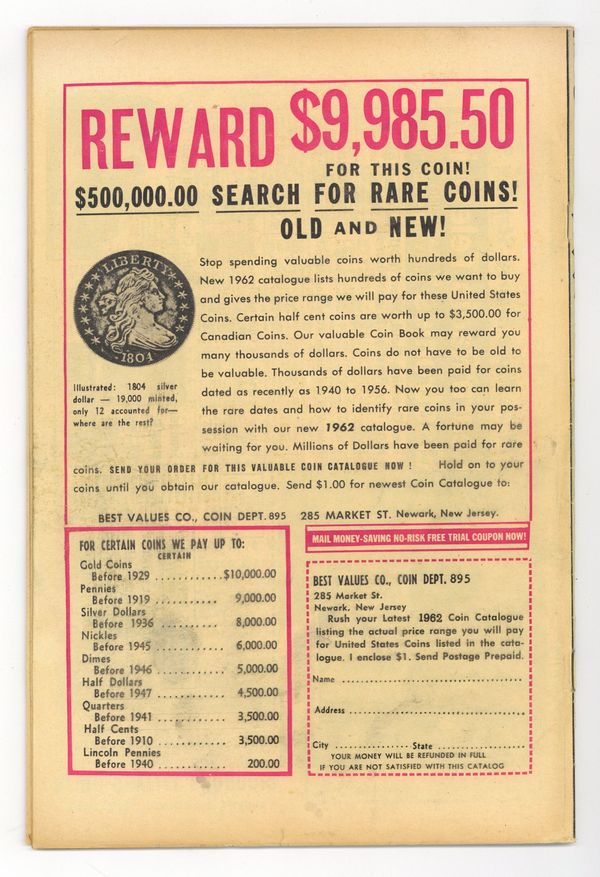 REWARD $9,985.50
FOR THIS COIN!
$500,000.00 SEARCH FOR RARE COINS!
OLD AND NEW!
LIBERTY
1804
Illustrated: 1804 silver
dollar — 19,000 minted,
only 12 accounted for—
where are the rest?
Stop spending valuable coins worth hundreds of dollars.
New 1962 catalogue lists hundreds of coins we want to buy
and gives the price range we will pay for these United States
Coins. Certain half cent coins are worth up to $3,500.00 for
Canadian Coins. Our valuable Coin Book may reward you
many thousands of dollars. Coins do not have to be old to
be valuable. Thousands of dollars have been paid for coins
dated as recently as 1940 to 1956. Now you too can learn
the rare dates and how to identify rare coins in your pos-
session with our new 1962 catalogue. A fortune may be
waiting for you. Millions of Dollars have been paid for rare
coins. SEND YOUR ORDER FOR THIS VALUABLE COIN CATALOGUE NOW ! Hold on to your
coins until you obtain our catalogue. Send $1.00 for newest Coin Catalogue to:
BEST VALUES CO., COIN DEPT. 895 285 MARKET ST. Newark, New Jersey.
FOR CERTAIN COINS WE PAY UP TO:
CERTAIN
Gold Coins
Before 1929 ............$10,000.00
Pennies
Before 1919 ............ 9,000.00
Silver Dollars
Before 1936 ............ 8,000.00
Nickles
Before 1945 ............ 6,000.00
Dimes
Before 1946 ............ 5,000.00
Half Dollars
Before 1947 ............ 4,500.00
Quarters
Before 1941 ............ 3,500.00
Half Cents
Before 1910 ............ 3,500.00
Lincoln Pennies
Before 1940 ............ 200.00
MAIL MONEY-SAVING NO-RISK FREE TRIAL COUPON NOW!
BEST VALUES CO., COIN DEPT. 895
285 Market St.
Newark, New Jersey
Rush your Latest 1962 Coin Catalogue
listing the actual price range you will pay
for United States Coins listed in the cata-
logue. I enclose $1. Send Postage Prepaid.
Name ........................................
Address ........................................
City ................ State ....................
YOUR MONEY WILL BE REFUNDED IN FULL
IF YOU ARE NOT SATISFIED WITH THIS CATALOG